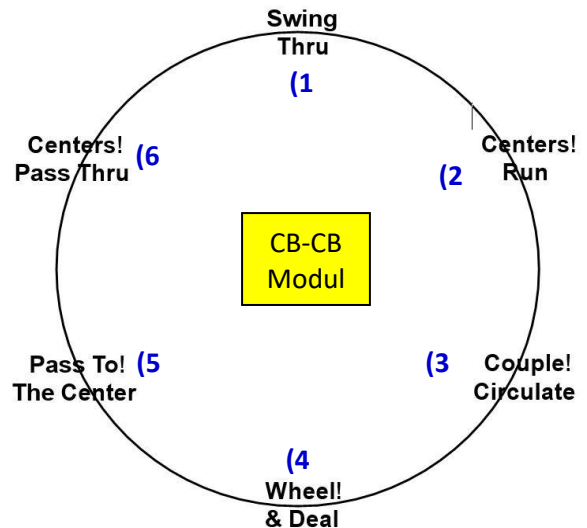 Swing
Thru
(1
Centers!
Run
(2
(3
Couple!
Circulate
(4
Wheel!
& Deal
Pass To!
The Center
(5
Centers!
Pass Thru
(6
CB-CB
Modul